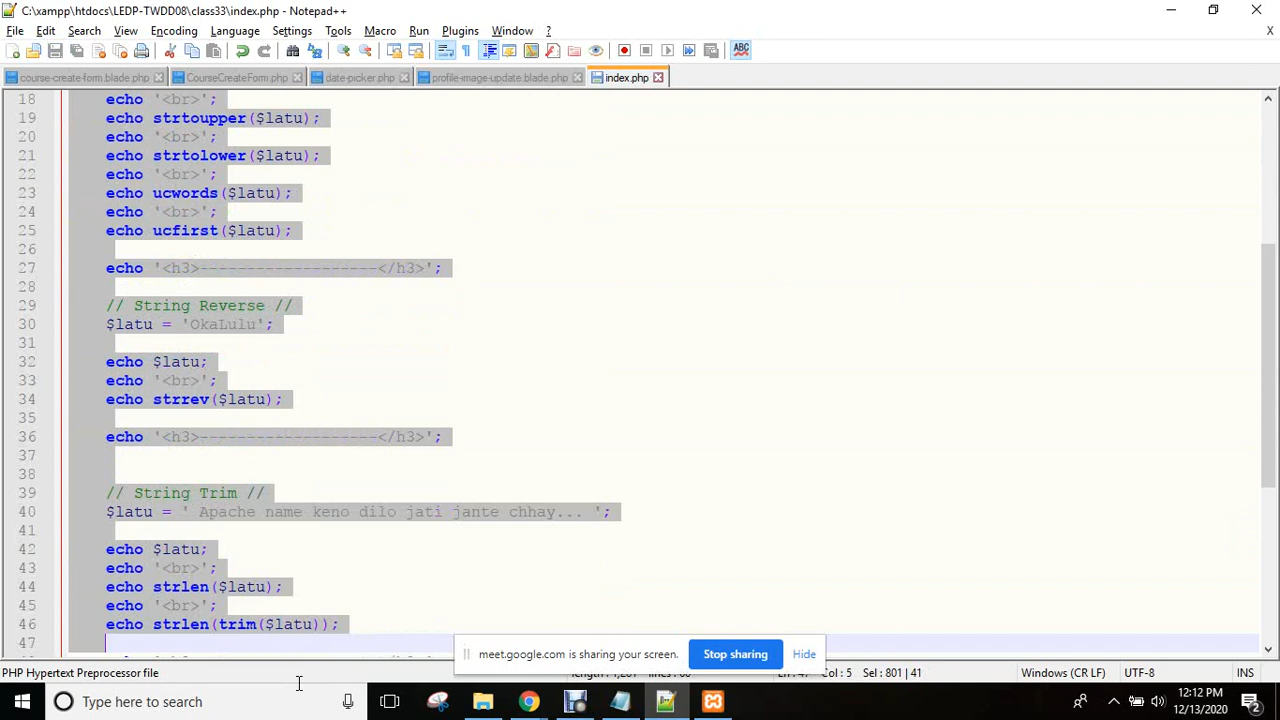 C:\xampp\htdocs\LEDP-TWDD08\class33\index.php - Notepad++
File Edit Search View Encoding Language Settings Tools Macro Run Plugins Window ? X
course-create-form.blade.php CourseCreateForm.php date-picker.php profile-mage-update.blade.php index.php
18 echo '<br>';
19 echo strtoupper($latu);
20 echo '<br>';
21 echo strtolower($latu);
22 echo '<br>';
23 echo ucwords($latu);
24 echo '<br>';
25 echo ucfirst($latu);
26
27 echo '<h3>-------------------</h3>';
28
29 // String Reverse //
30 $latu = 'OkaLulu';
31
32 echo $latu;
33 echo '<br>';
34 echo strrev($latu);
35
36 echo '<h3>-------------------</h3>';
37
38
39 // String Trim //
40 $latu = ' Apache name keno dilo jati jante chhay... ';
41
42 echo $latu;
43 echo '<br>';
44 echo strlen($latu);
45 echo '<br>';
46 echo strlen(trim($latu));
47
meet.google.com is sharing your screen. Stop sharing Hide
PHP Hypertext Preprocessor file Col : 5 Sel : 801 | 41 Windows (CR LF) UTF-8 INS
Type here to search 12:12 PM
12/13/2020 2